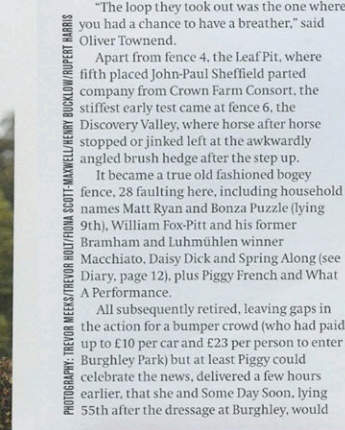 "The loop they took out was the one where
you had a chance to have a breather," said
Oliver Townend.
Apart from fence 4, the Leaf Pit, where
fifth placed John-Paul Sheffield parted
company from Crown Farm Consort, the
stiffest early test came at fence 6, the
Discovery Valley, where horse after horse
stopped or jinked left at the awkwardly
angled brush hedge after the step up.
It became a true old fashioned bogey
fence, 28 faulting here, including household
names Matt Ryan and Bonza Puzzle (lying
9th), William Fox-Pitt and his former
Bramham and Luhmühlen winner
Macchiato, Daisy Dick and Spring Along (see
Diary, page 12), plus Piggy French and What
A Performance.
All subsequently retired, leaving gaps in
the action for a bumper crowd (who had paid
up to £10 per car and £23 per person to enter
Burghley Park) but at least Piggy could
celebrate the news, delivered a few hours
earlier, that she and Some Day Soon, lying
55th after the dressage at Burghley, would
PHOTOGRAPHY: TREVOR MEEKS/TREVOR HOLT/FIONA SCOTT-MAXWELL/HENRY BUCKLOW/RUPERT HARRIS